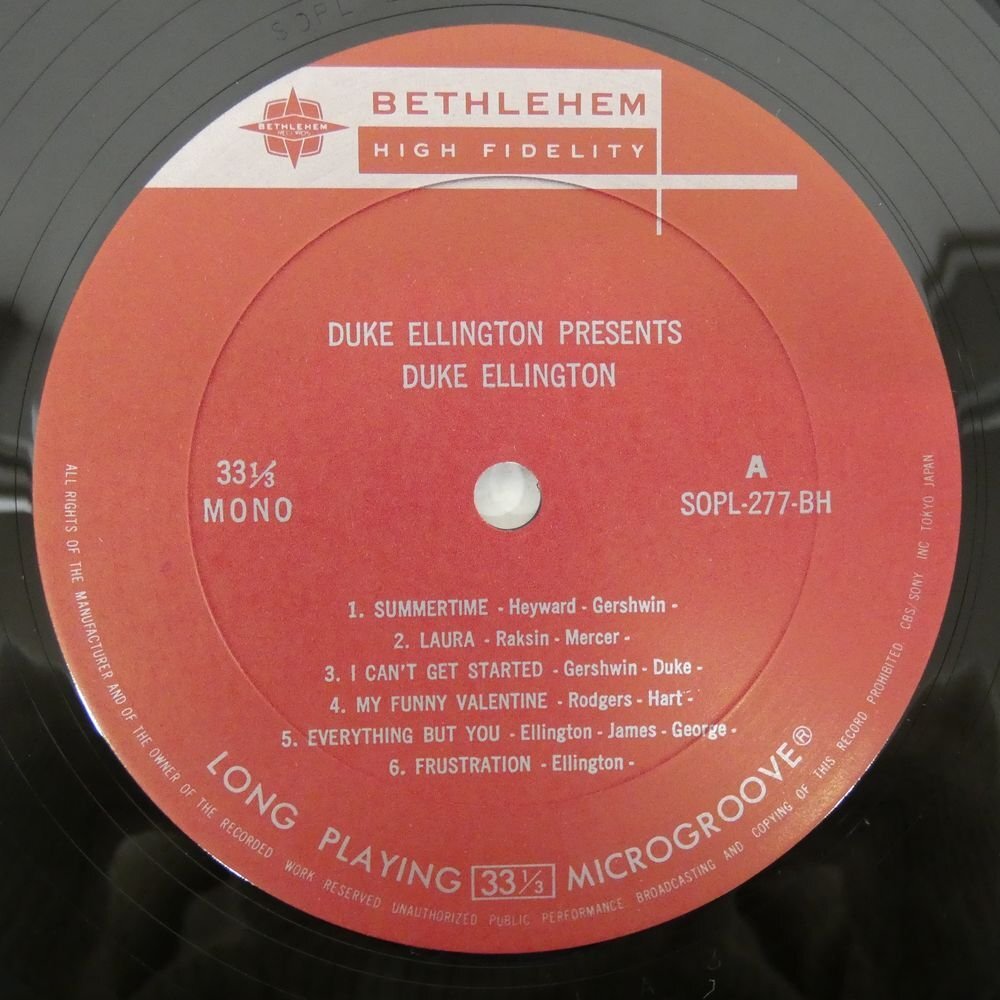 SOPL
BETHLEHEM
RECORDS
BETHLEHEM
HIGH FIDELITY
DUKE ELLINGTON PRESENTS
DUKE ELLINGTON
33⅓
MONO
A
SOPL-277-BH
1. SUMMERTIME - Heyward - Gershwin -
2. LAURA - Raksin - Mercer -
3. I CAN'T GET STARTED - Gershwin - Duke -
4. MY FUNNY VALENTINE - Rodgers - Hart -
5. EVERYTHING BUT YOU - Ellington - James - George -
6. FRUSTRATION - Ellington -
LONG PLAYING 33⅓ MICROGROOVE®
ALL RIGHTS OF THE MANUFACTURER AND OF THE OWNER OF THE RECORDED WORK RESERVED UNAUTHORIZED PUBLIC PERFORMANCE BROADCASTING AND COPYING OF THIS RECORD PROHIBITED CBS/SONY INC TOKYO JAPAN